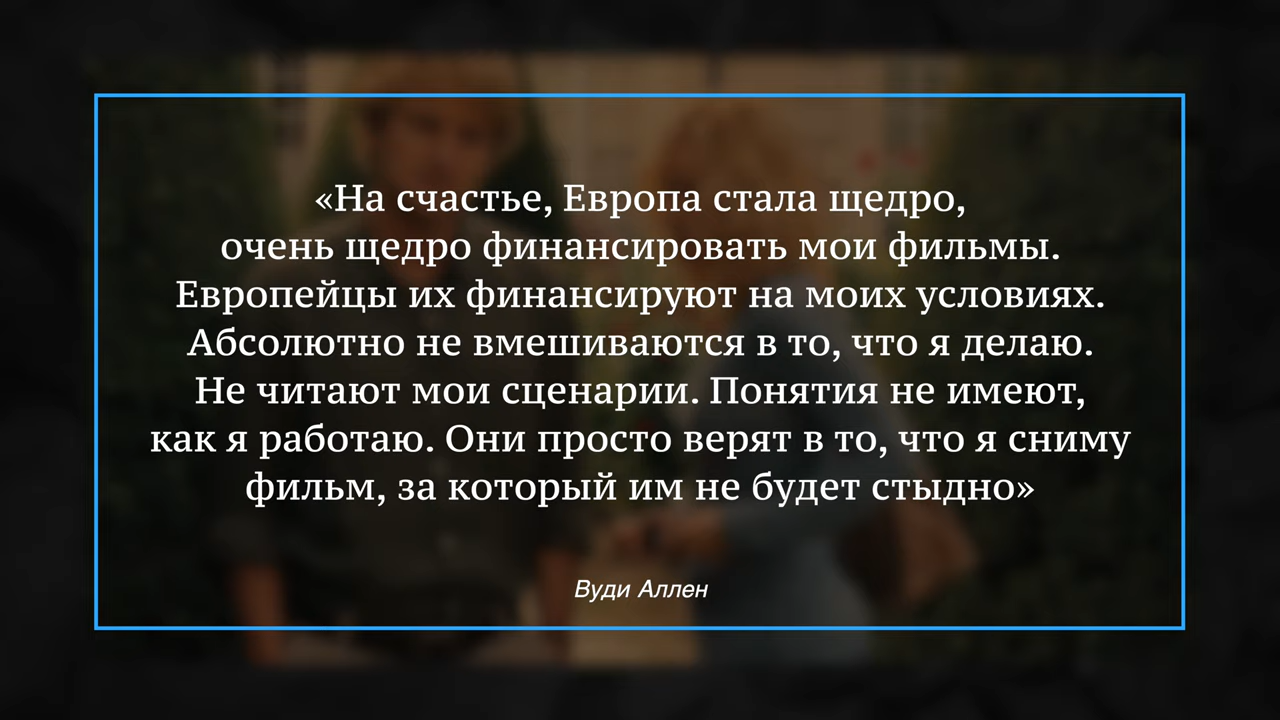 «На счастье, Европа стала щедро,
очень щедро финансировать мои фильмы.
Европейцы их финансируют на моих условиях.
Абсолютно не вмешиваются в то, что я делаю.
Не читают мои сценарии. Понятия не имеют,
как я работаю. Они просто верят в то, что я сниму
фильм, за который им не будет стыдно»
Вуди Аллен